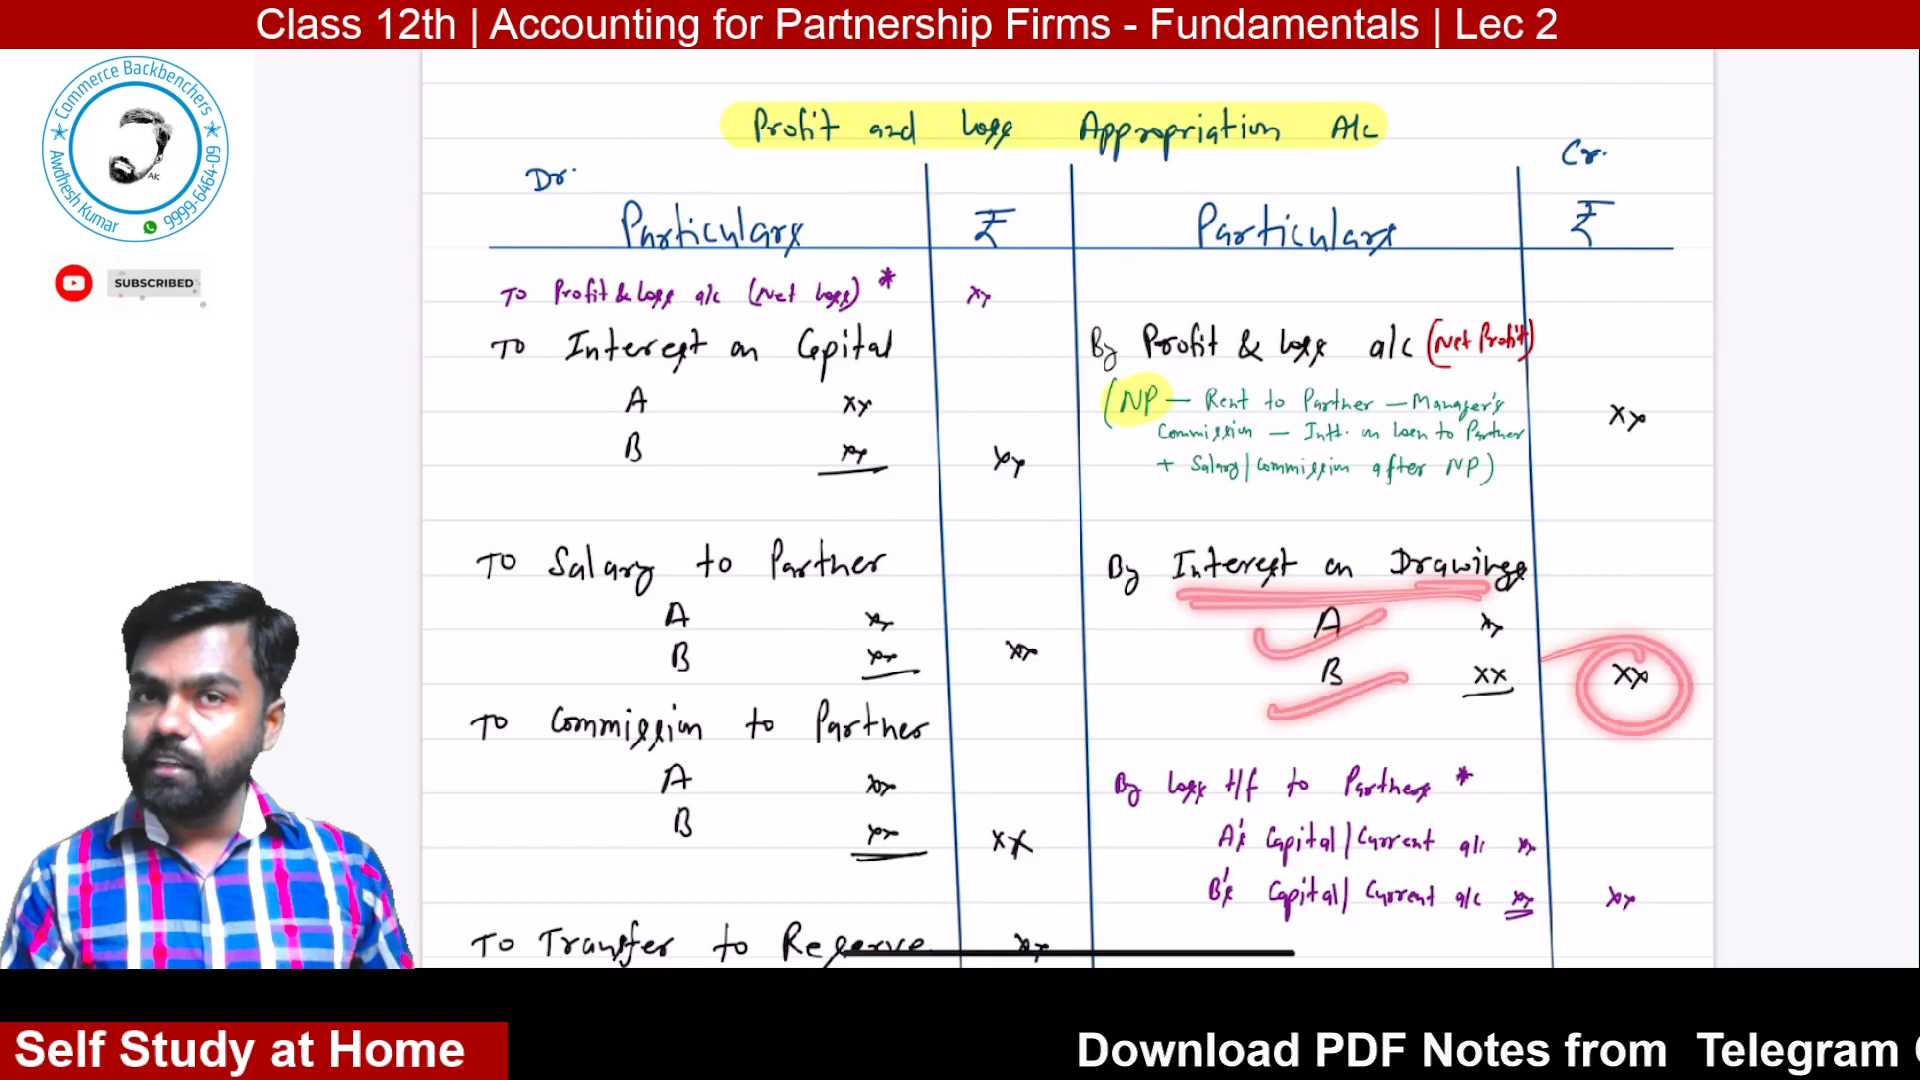 Class 12th | Accounting for Partnership Firms - Fundamentals | Lec 2
Commerce Backbenchers
Awdhesh Kumar
9999-6464-09
AK
SUBSCRIBED
Profit and Loss Appropriation A/c
Dr. Cr.
Particulars ₹ Particulars ₹
To Profit & Loss a/c (Net Loss) * xx
To Interest on Capital
A xx
B xx xx
By Profit & Loss a/c (Net Profit)
(NP — Rent to Partner — Manager's
Commission — Intt. on loan to Partner
+ Salary/Commission after NP) xx
To Salary to Partner
A xx
B xx xx
By Interest on Drawings
A xx
B xx xx
To Commission to Partner
A xx
B xx xx
By Loss t/f to Partners *
A's Capital/Current a/c xx
B's Capital/Current a/c xx xx
To Transfer to Reserve xx
Self Study at Home
Download PDF Notes from Telegram